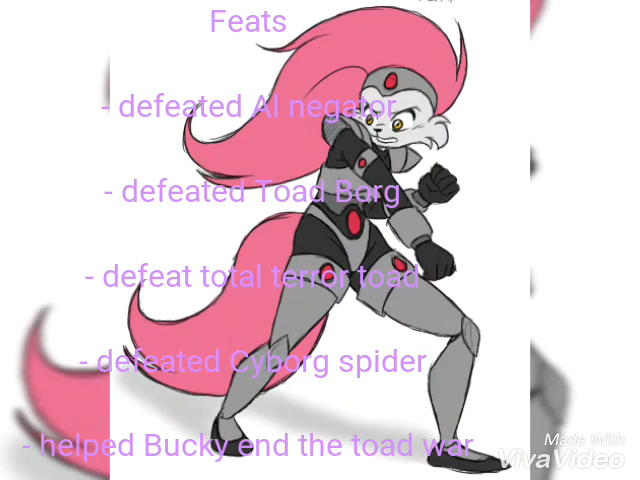 Feats
- defeated Al negator
- defeated Toad Borg
- defeat total terror toad
- defeated Cyborg spider
- helped Bucky end the toad war
Made With
VivaVideo